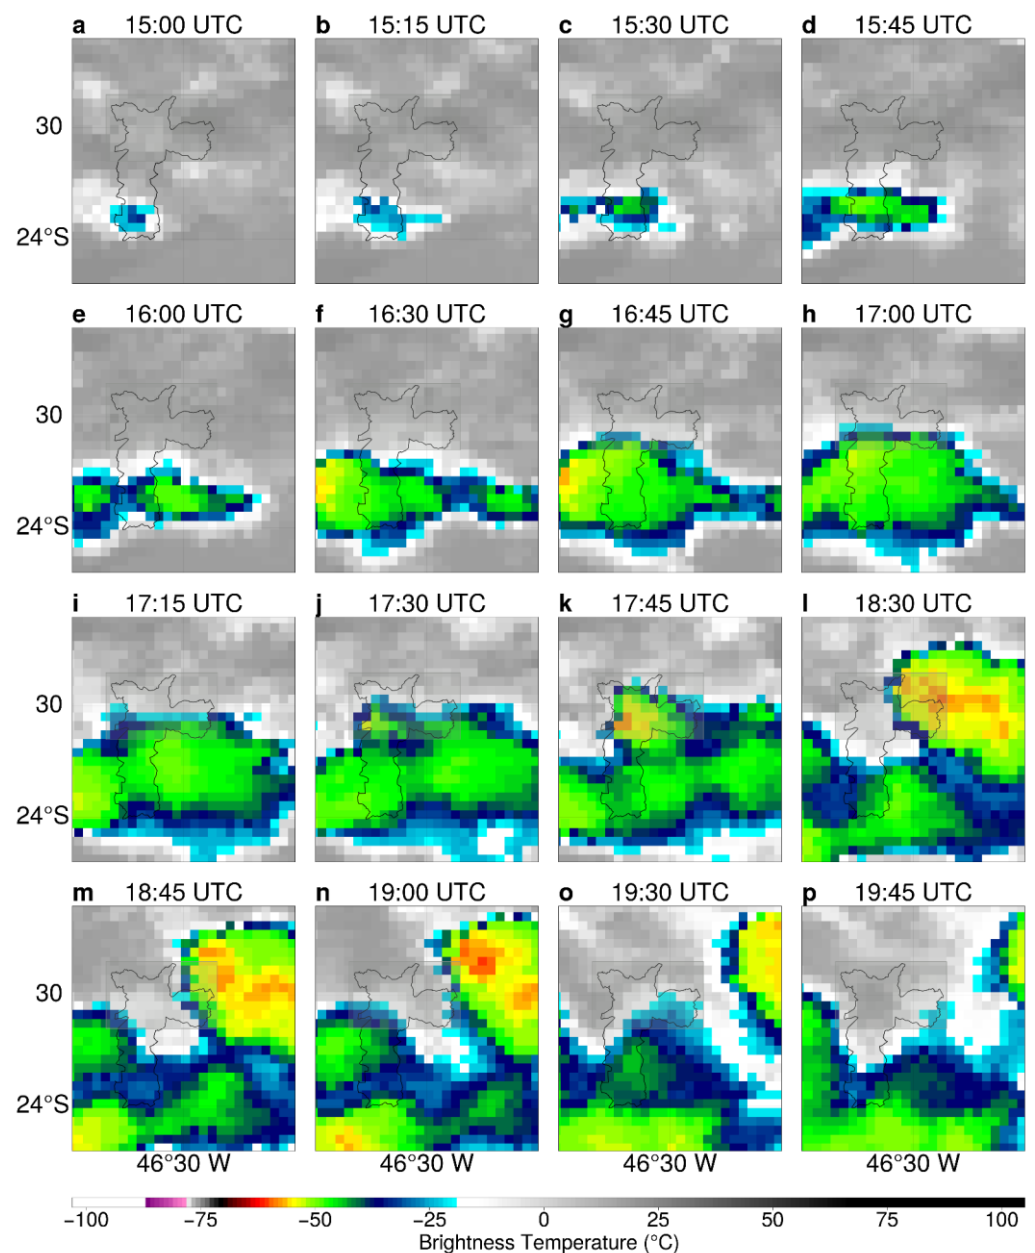 a 15:00 UTC b 15:15 UTC c 15:30 UTC d 15:45 UTC
30
24°S
e 16:00 UTC f 16:30 UTC g 16:45 UTC h 17:00 UTC
30
24°S
i 17:15 UTC j 17:30 UTC k 17:45 UTC l 18:30 UTC
30
24°S
m 18:45 UTC n 19:00 UTC o 19:30 UTC p 19:45 UTC
30
24°S
46°30 W 46°30 W 46°30 W 46°30 W
−100 −75 −50 −25 0 25 50 75 100
Brightness Temperature (°C)